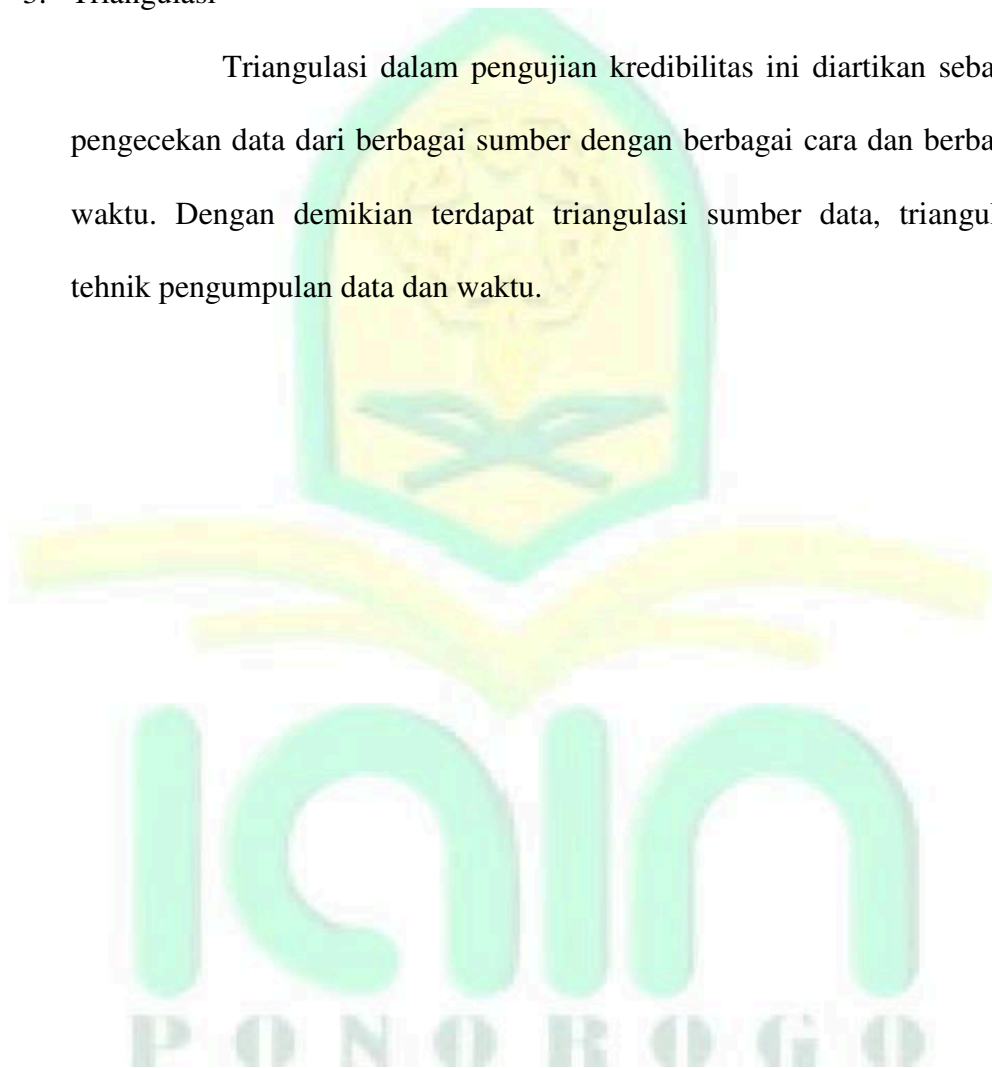 Triangulasi
Triangulasi dalam pengujian kredibilitas ini diartikan seba
pengecekan data dari berbagai sumber dengan berbagai cara dan berba
waktu. Dengan demikian terdapat triangulasi sumber data, triangul
tehnik pengumpulan data dan waktu.
iain
PONOROGO